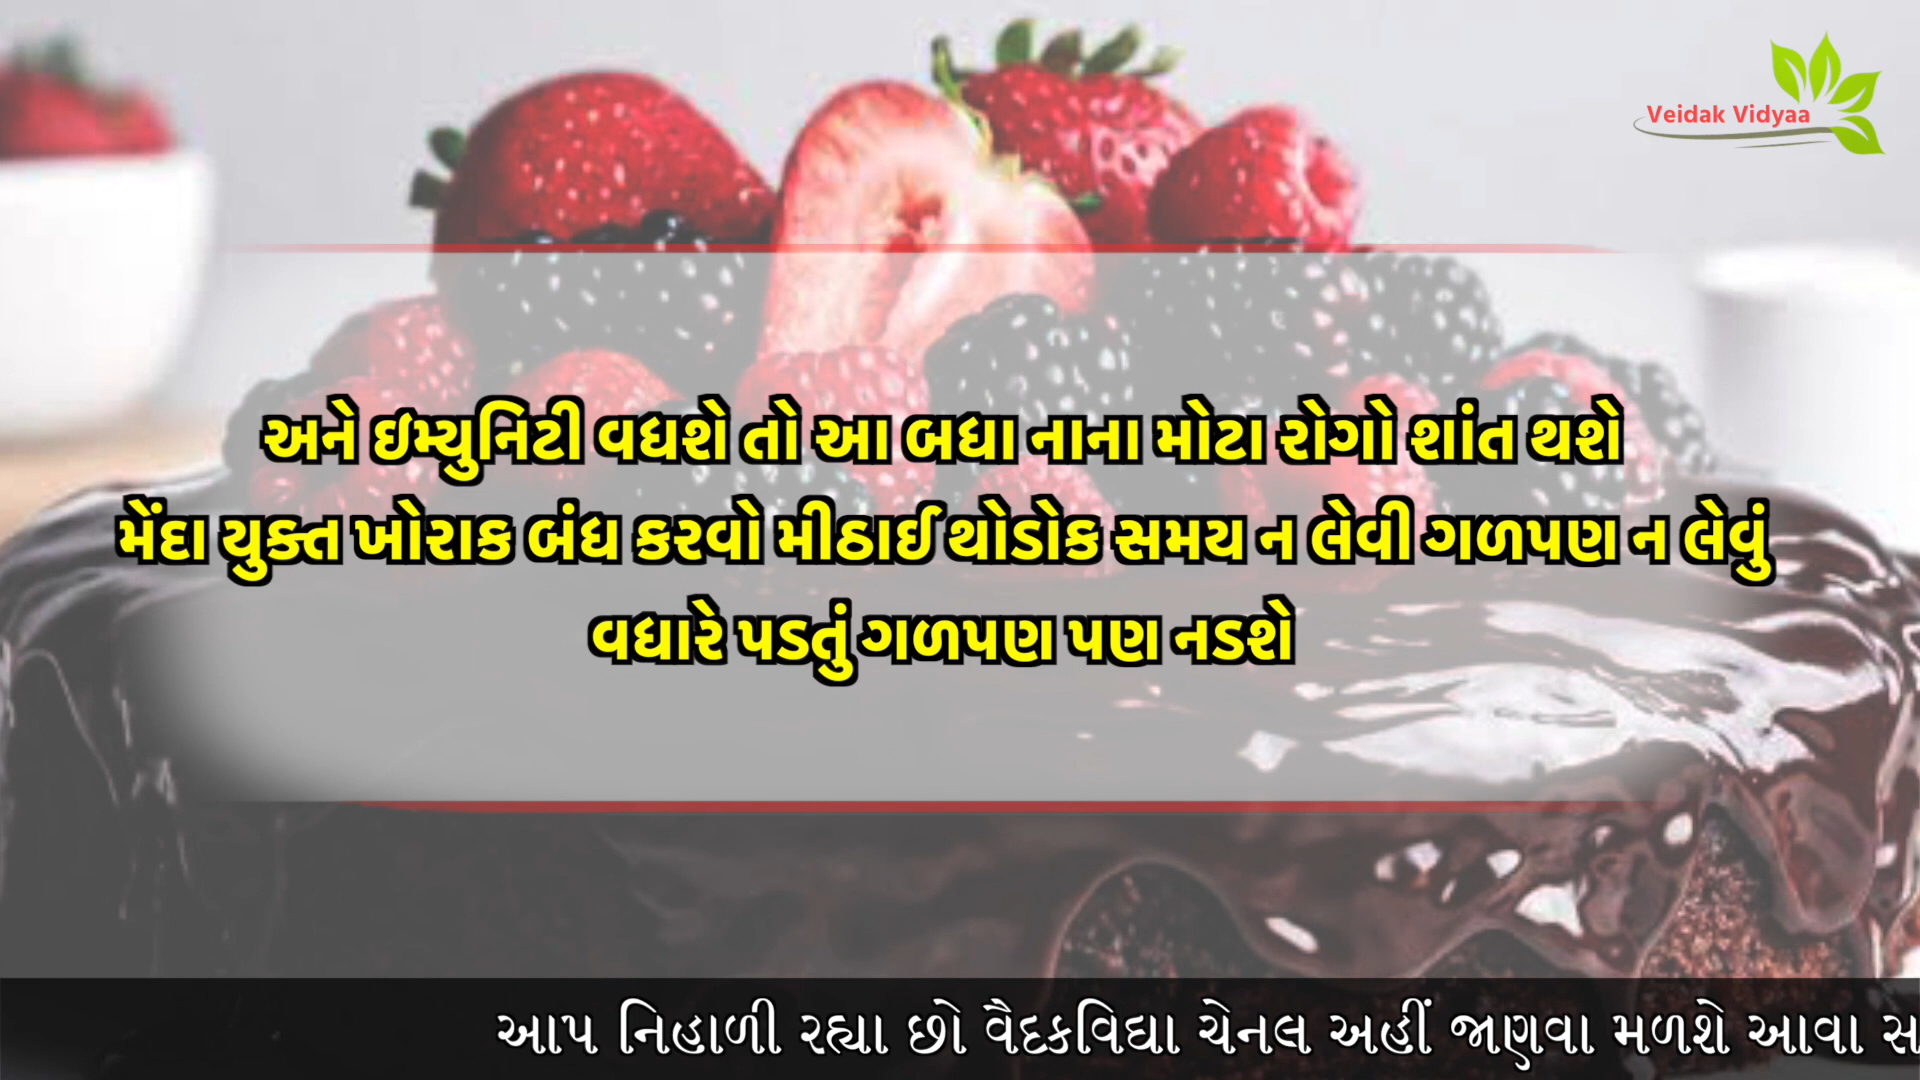 Veidak Vidyaa
અને ઇમ્યુનિટી વધશે તો આ બધા નાના મોટા રોગો શાંત થશે
મેંદા યુક્ત ખોરાક બંધ કરવો મીઠાઈ થોડોક સમય ન લેવી ગળપણ ન લેવું
વધારે પડતું ગળપણ પણ નડશે
આપ નિહાળી રહ્યા છો વૈદકવિદ્યા ચેનલ અહીં જાણવા મળશે આવા